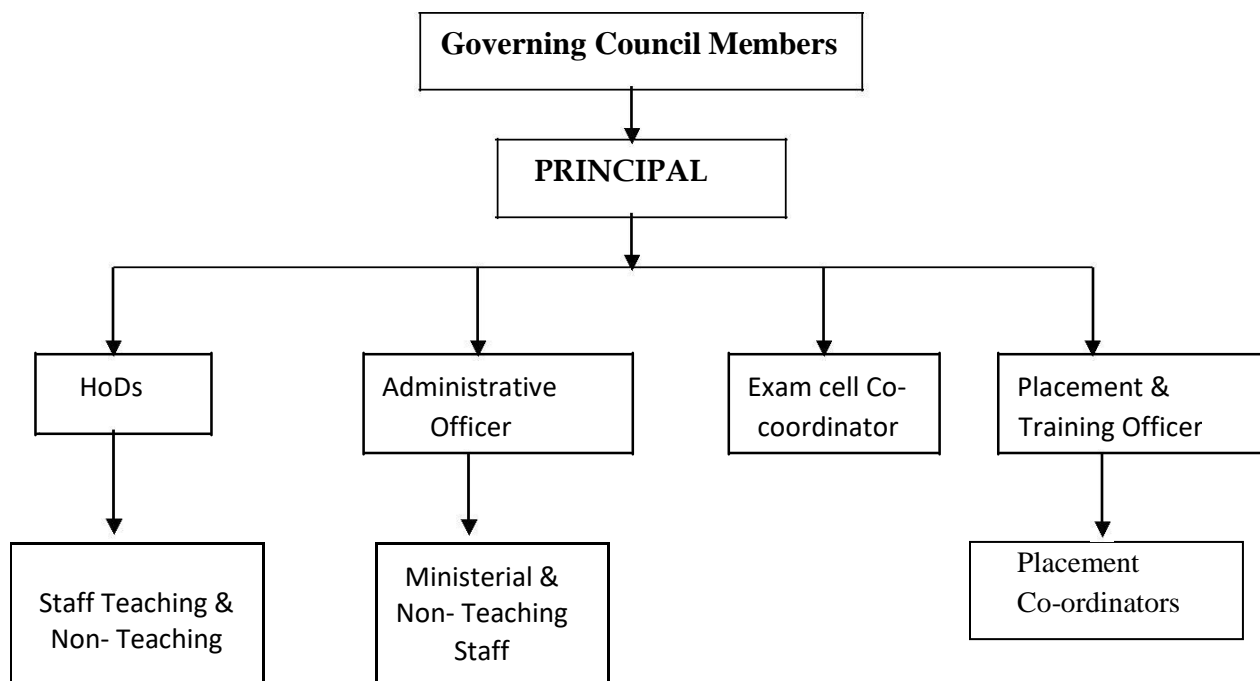 Governing Council Members
PRINCIPAL
HoDs
Administrative
Officer
Exam cell Co-
coordinator
Placement &
Training Officer
Staff Teaching &
Non- Teaching
Ministerial &
Non- Teaching
Staff
Placement
Co-ordinators